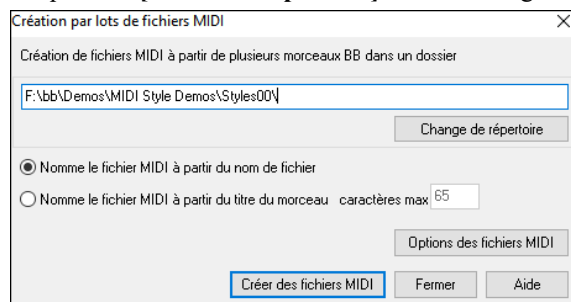 Création par lots de fichiers MIDI
Création de fichiers MIDI à partir de plusieurs morceaux BB dans un dossier
F:\bb\Demos\MIDI Style Demos\Styles00\
Change de répertoire
Nomme le fichier MIDI à partir du nom de fichier
Nomme le fichier MIDI à partir du titre du morceau caractères max 65
Options des fichiers MIDI
Créer des fichiers MIDI Fermer Aide